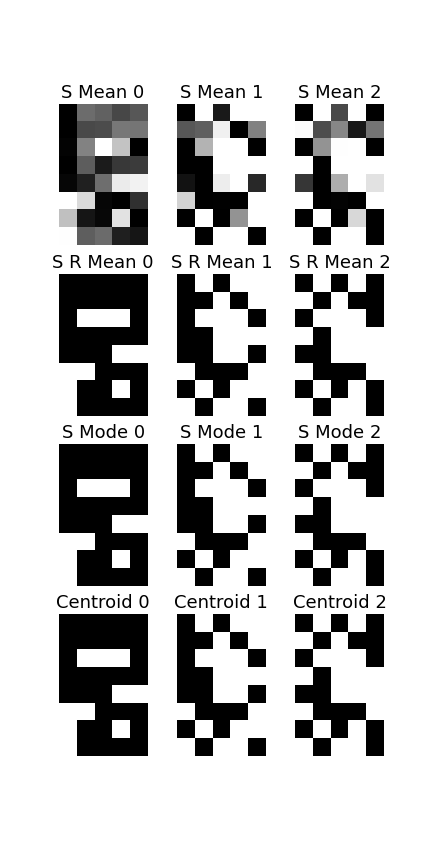 S Mean 0 S Mean 1 S Mean 2
S R Mean 0 S R Mean 1 S R Mean 2
S Mode 0 S Mode 1 S Mode 2
Centroid 0 Centroid 1 Centroid 2